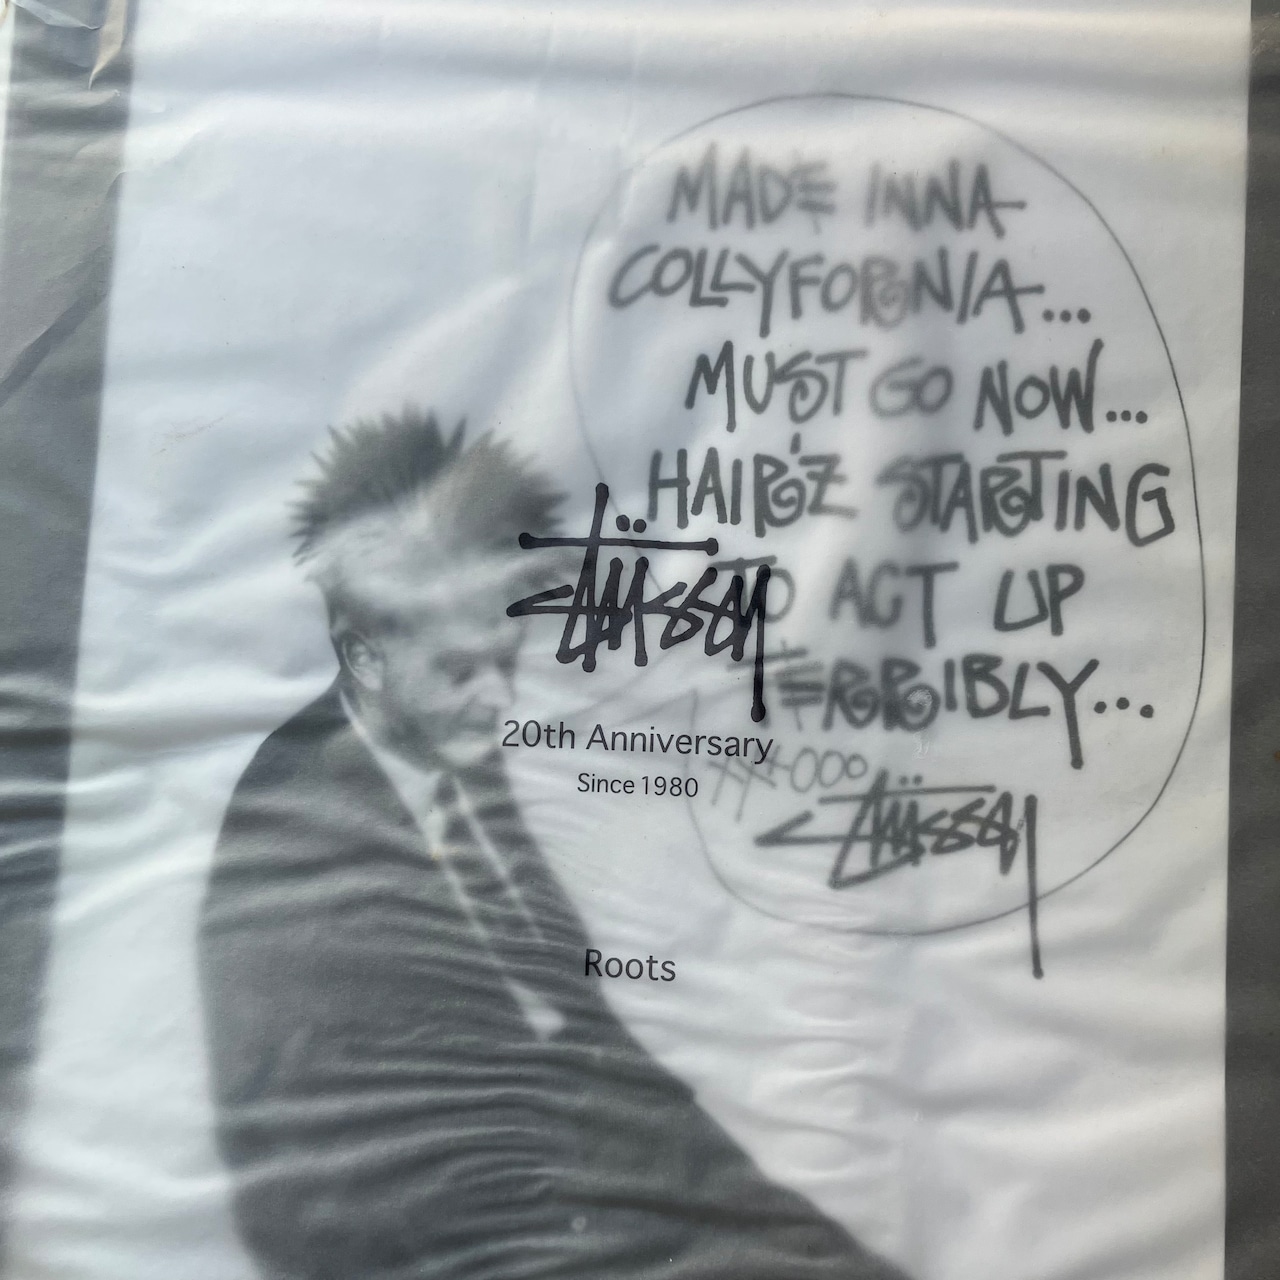 MADE INNA
COLLYFORNIA...
MUST GO NOW...
HAIR'Z STARTING
TO ACT UP
TERRIBLY...
XXX000
Stüssy
Stüssy
20th Anniversary
Since 1980
Roots